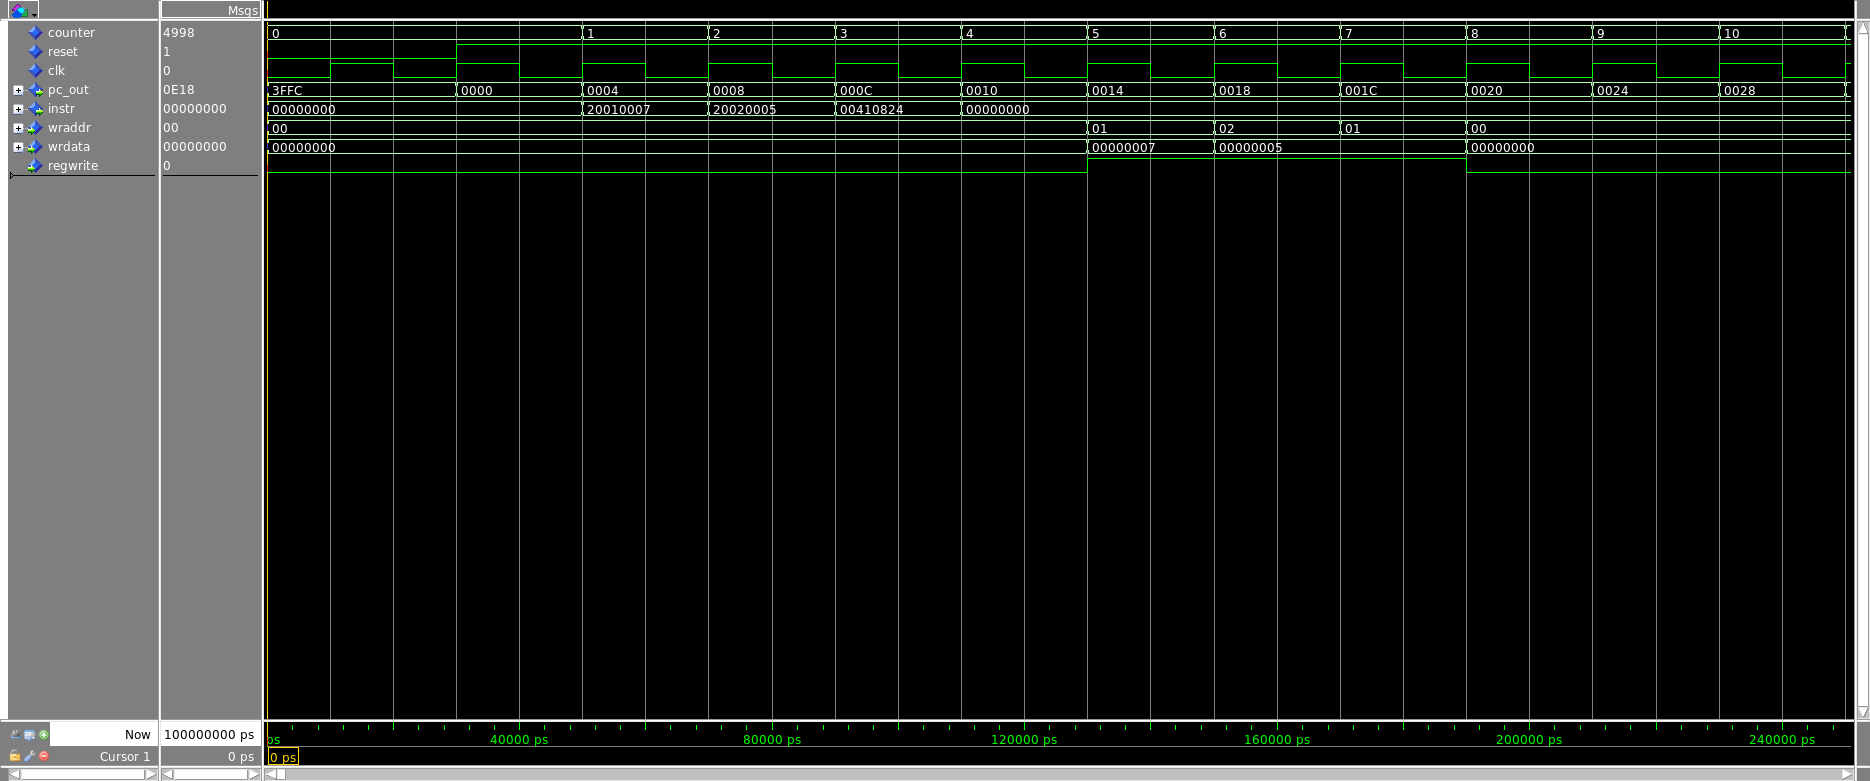 Msgs
counter 4998 0 1 2 3 4 5 6 7 8 9 10
reset 1
clk 0
pc_out 0E18 3FFC 0000 0004 0008 000C 0010 0014 0018 001C 0020 0024 0028
instr 00000000 00000000 20010007 20020005 00410824 00000000
wraddr 00 00 01 02 01 00
wrdata 00000000 00000000 00000007 00000005 00000000
regwrite 0
Now 100000000 ps ps 40000 ps 80000 ps 120000 ps 160000 ps 200000 ps 240000 ps
Cursor 1 0 ps 0 ps